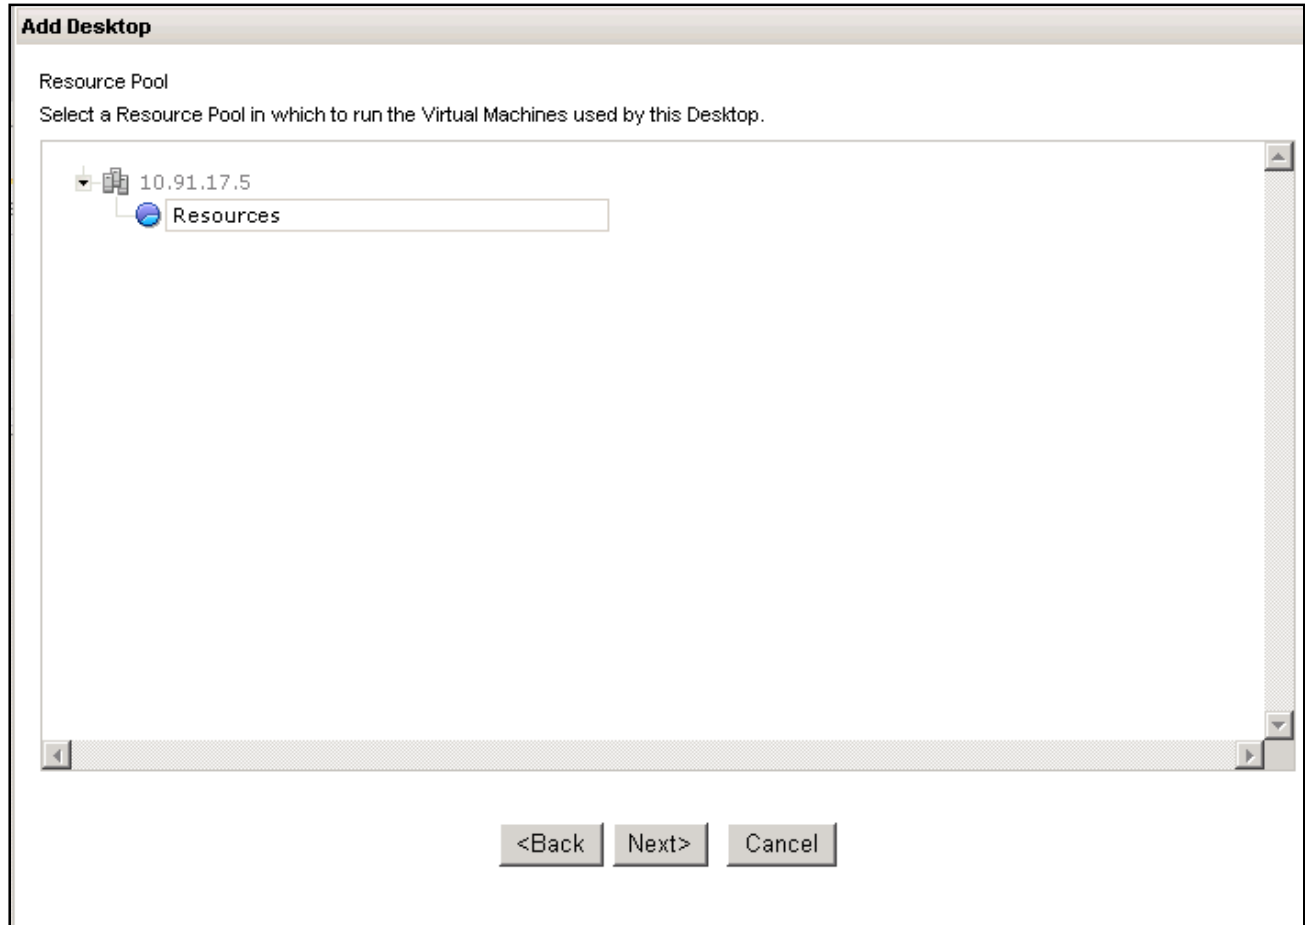 Add Desktop
Resource Pool
Select a Resource Pool in which to run the Virtual Machines used by this Desktop.
10.91.17.5
Resources
<Back Next> Cancel